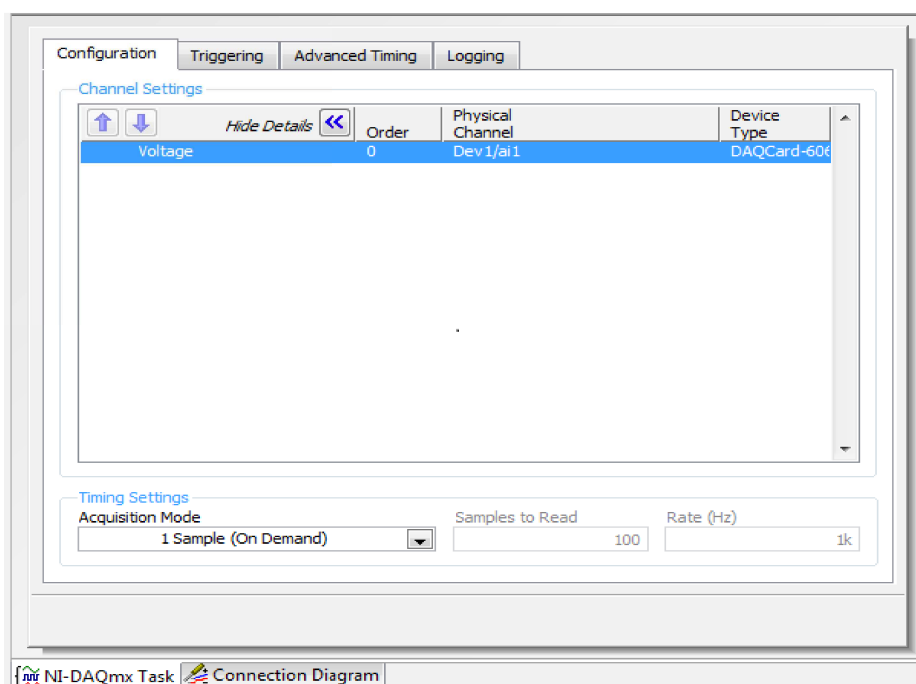 Configuration Triggering Advanced Timing Logging
Channel Settings
Hide Details Order Physical Channel Device Type
Voltage 0 Dev1/ai1 DAQCard-606
Timing Settings
Acquisition Mode Samples to Read Rate (Hz)
1 Sample (On Demand) 100 1k
NI-DAQmx Task Connection Diagram